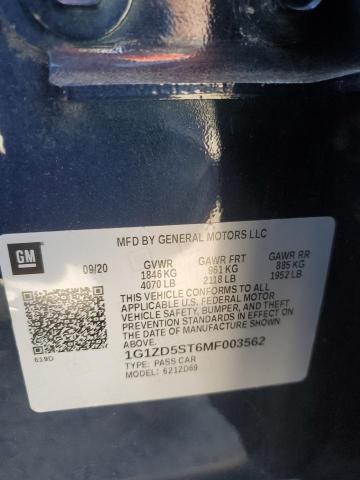 MFD BY GENERAL MOTORS LLC
GM
09/20
GVWR GAWR FRT GAWR RR
1846 KG 961 KG 885 KG
4070 LB 2118 LB 1952 LB
THIS VEHICLE CONFORMS TO ALL
APPLICABLE U.S. FEDERAL MOTOR
VEHICLE SAFETY, BUMPER, AND THEFT
PREVENTION STANDARDS IN EFFECT ON
THE DATE OF MANUFACTURE SHOWN ABOVE.
619D
1G1ZD5ST6MF003562
TYPE: PASS CAR
MODEL: 621ZD69